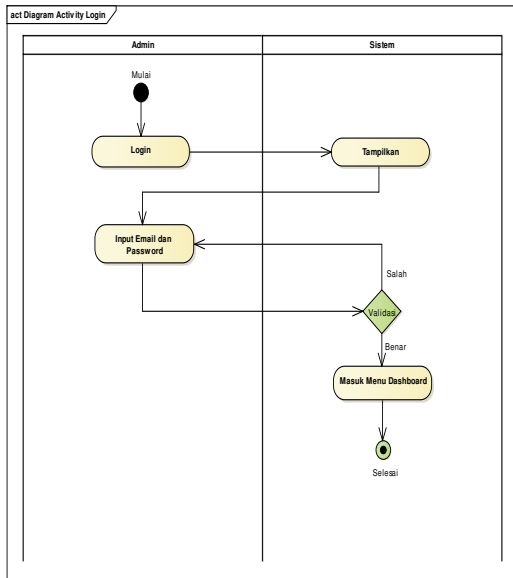 act Diagram Activity Login
Admin
Sistem
Mulai
Login
Tampilkan
Input Email dan
Password
Salah
Validasi
Benar
Masuk Menu Dashboard
Selesai